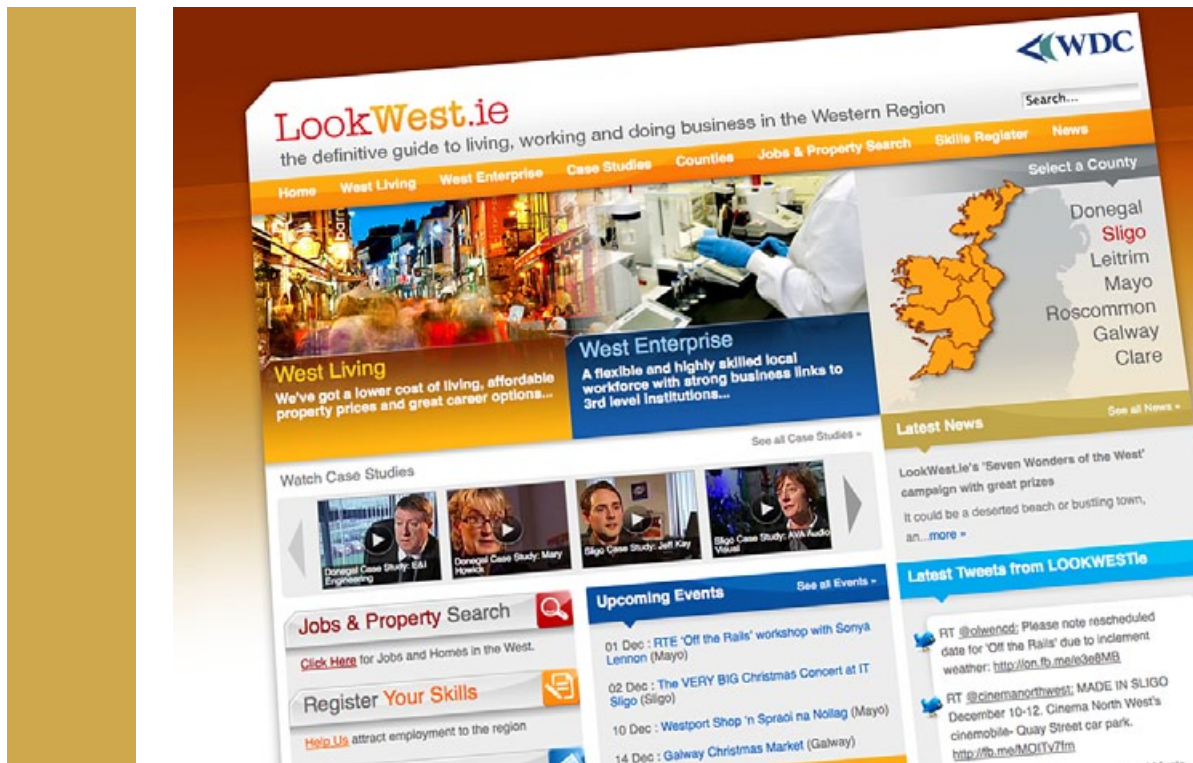 WDC
LookWest.ie
the definitive guide to living, working and doing business in the Western Region
Search...
Home West Living West Enterprise Case Studies Counties Jobs & Property Search Skills Register News
Select a County
Donegal
Sligo
Leitrim
Mayo
Roscommon
Galway
Clare
West Living
We've got a lower cost of living, affordable
property prices and great career options...
West Enterprise
A flexible and highly skilled local
workforce with strong business links to
3rd level institutions...
See all Case Studies »
Watch Case Studies
Donegal Case Study: E&I
Engineering
Donegal Case Study: Mary
Howick
Sligo Case Study: Jeff Kay
Sligo Case Study: AVA Audio
Visual
Latest News
See all News »
LookWest.ie's 'Seven Wonders of the West'
campaign with great prizes
It could be a deserted beach or bustling town,
an...more »
Jobs & Property Search
Click Here for Jobs and Homes in the West.
Register Your Skills
Help Us attract employment to the region
Upcoming Events
See all Events »
01 Dec : RTE 'Off the Rails' workshop with Sonya
Lennon (Mayo)
02 Dec : The VERY BIG Christmas Concert at IT
Sligo (Sligo)
10 Dec : Westport Shop 'n Spraoi na Nollag (Mayo)
14 Dec : Galway Christmas Market (Galway)
Latest Tweets from LOOKWESTie
RT @olwencd: Please note rescheduled
date for 'Off the Rails' due to inclement
weather: http://on.fb.me/e3e8MB
RT @cinemanorthwest: MADE IN SLIGO
December 10-12. Cinema North West's
cinemobile- Quay Street car park.
http://fb.me/MOITv7fm